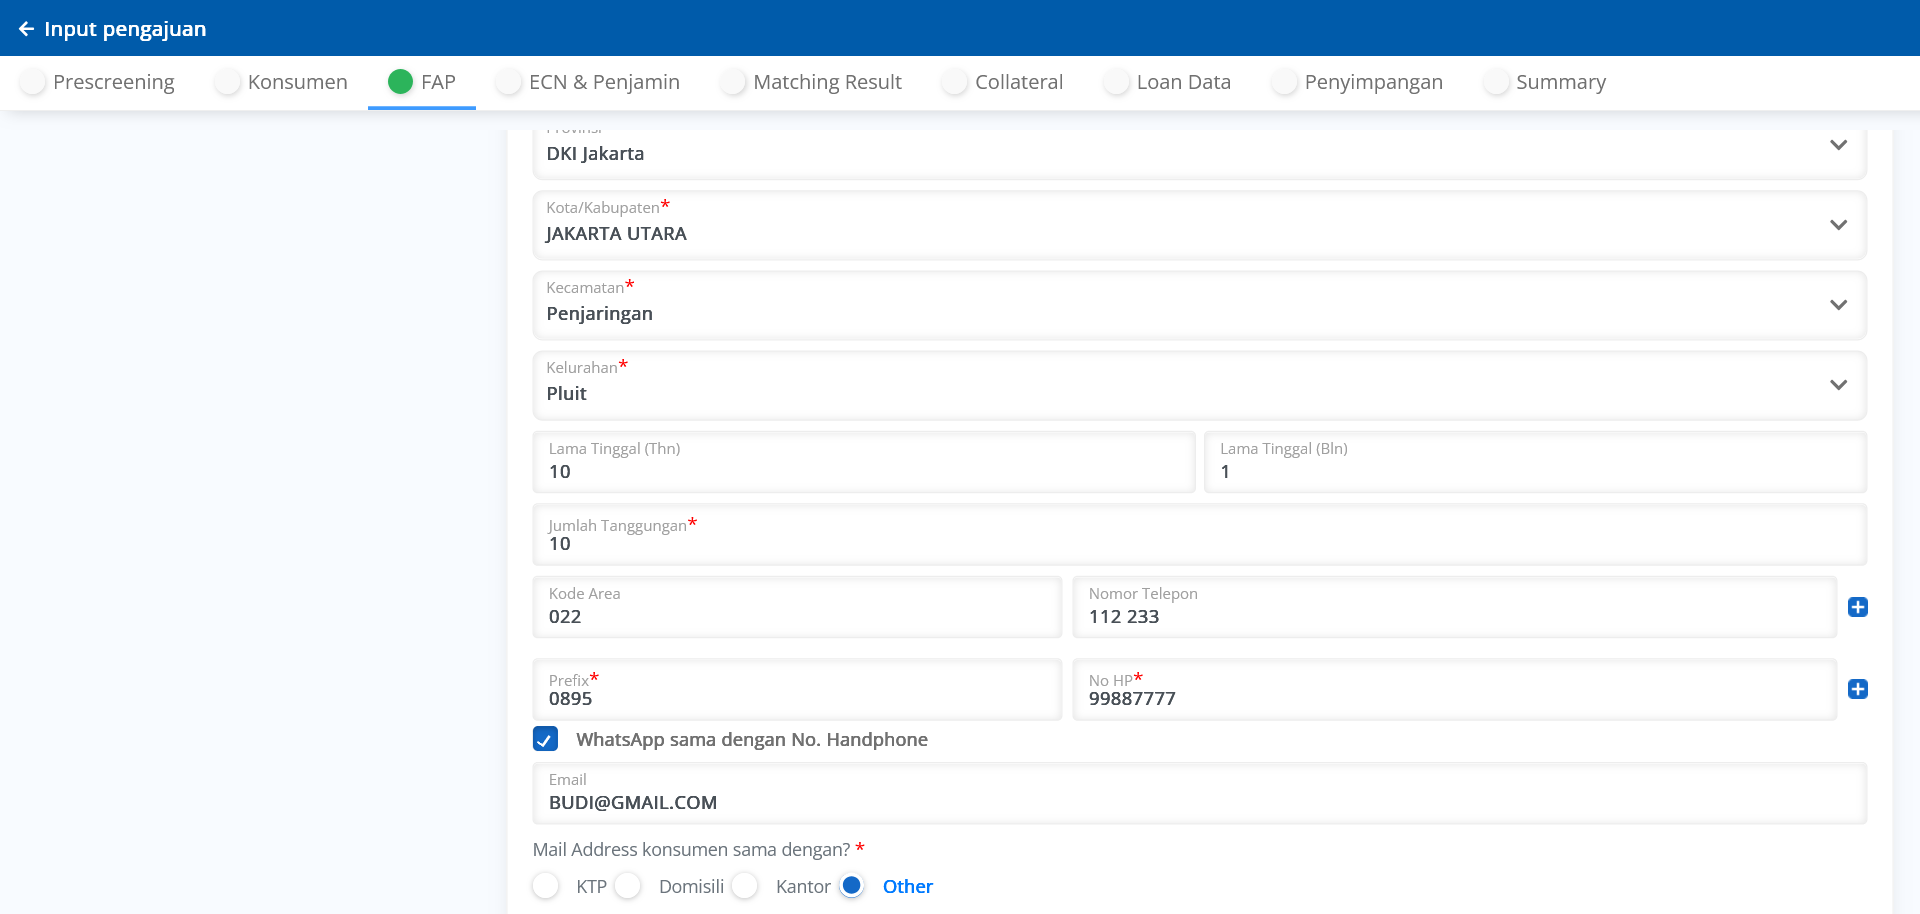 Input pengajuan
Prescreening Konsumen FAP ECN & Penjamin Matching Result Collateral Loan Data Penyimpangan Summary
Provinsi
DKI Jakarta
Kota/Kabupaten*
JAKARTA UTARA
Kecamatan*
Penjaringan
Kelurahan*
Pluit
Lama Tinggal (Thn) Lama Tinggal (Bln)
10 1
Jumlah Tanggungan*
10
Kode Area Nomor Telepon
022 112 233
Prefix* No HP*
0895 99887777
WhatsApp sama dengan No. Handphone
Email
BUDI@GMAIL.COM
Mail Address konsumen sama dengan? *
KTP Domisili Kantor Other